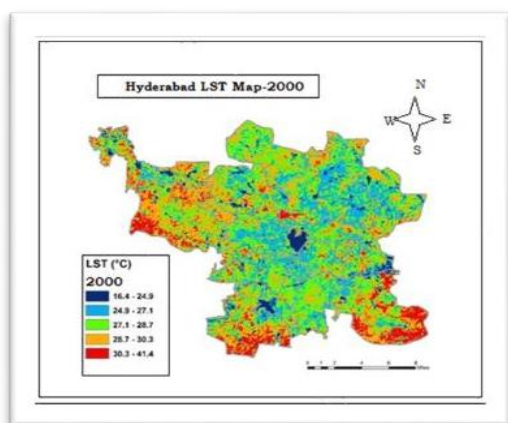 Hyderabad LST Map-2000
N
W E
S
LST (°C)
2000
16.4 - 24.9
24.9 - 27.1
27.1 - 28.7
28.7 - 30.3
30.3 - 41.4